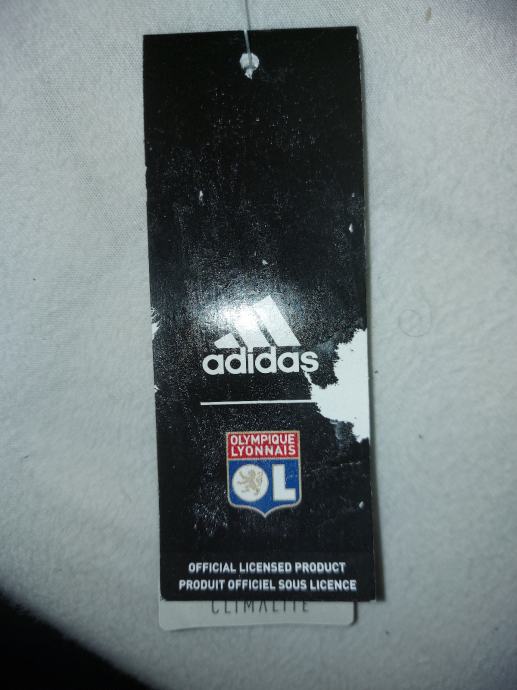 adidas
OLYMPIQUE
LYONNAIS
OL
OFFICIAL LICENSED PRODUCT
PRODUIT OFFICIEL SOUS LICENCE
CLIMALITE